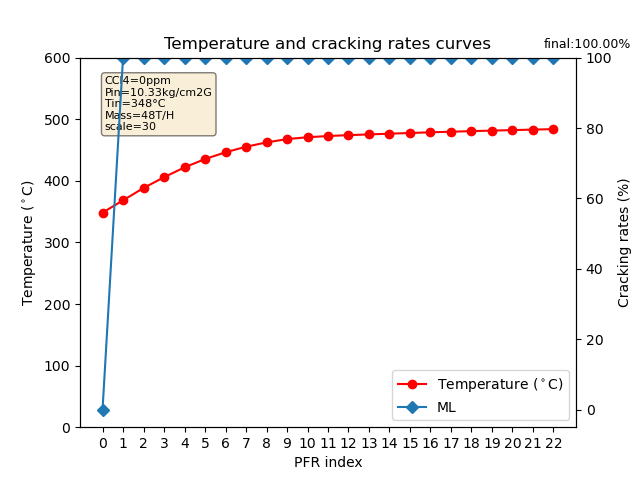 Temperature and cracking rates curves
final:100.00%
CCl4=0ppm
Pin=10.33kg/cm2G
Tin=348°C
Mass=48T/H
scale=30
600
500
400
300
200
100
0
Temperature (°C)
100
80
60
40
20
0
Cracking rates (%)
Temperature (°C)
ML
0 1 2 3 4 5 6 7 8 9 10 11 12 13 14 15 16 17 18 19 20 21 22
PFR index